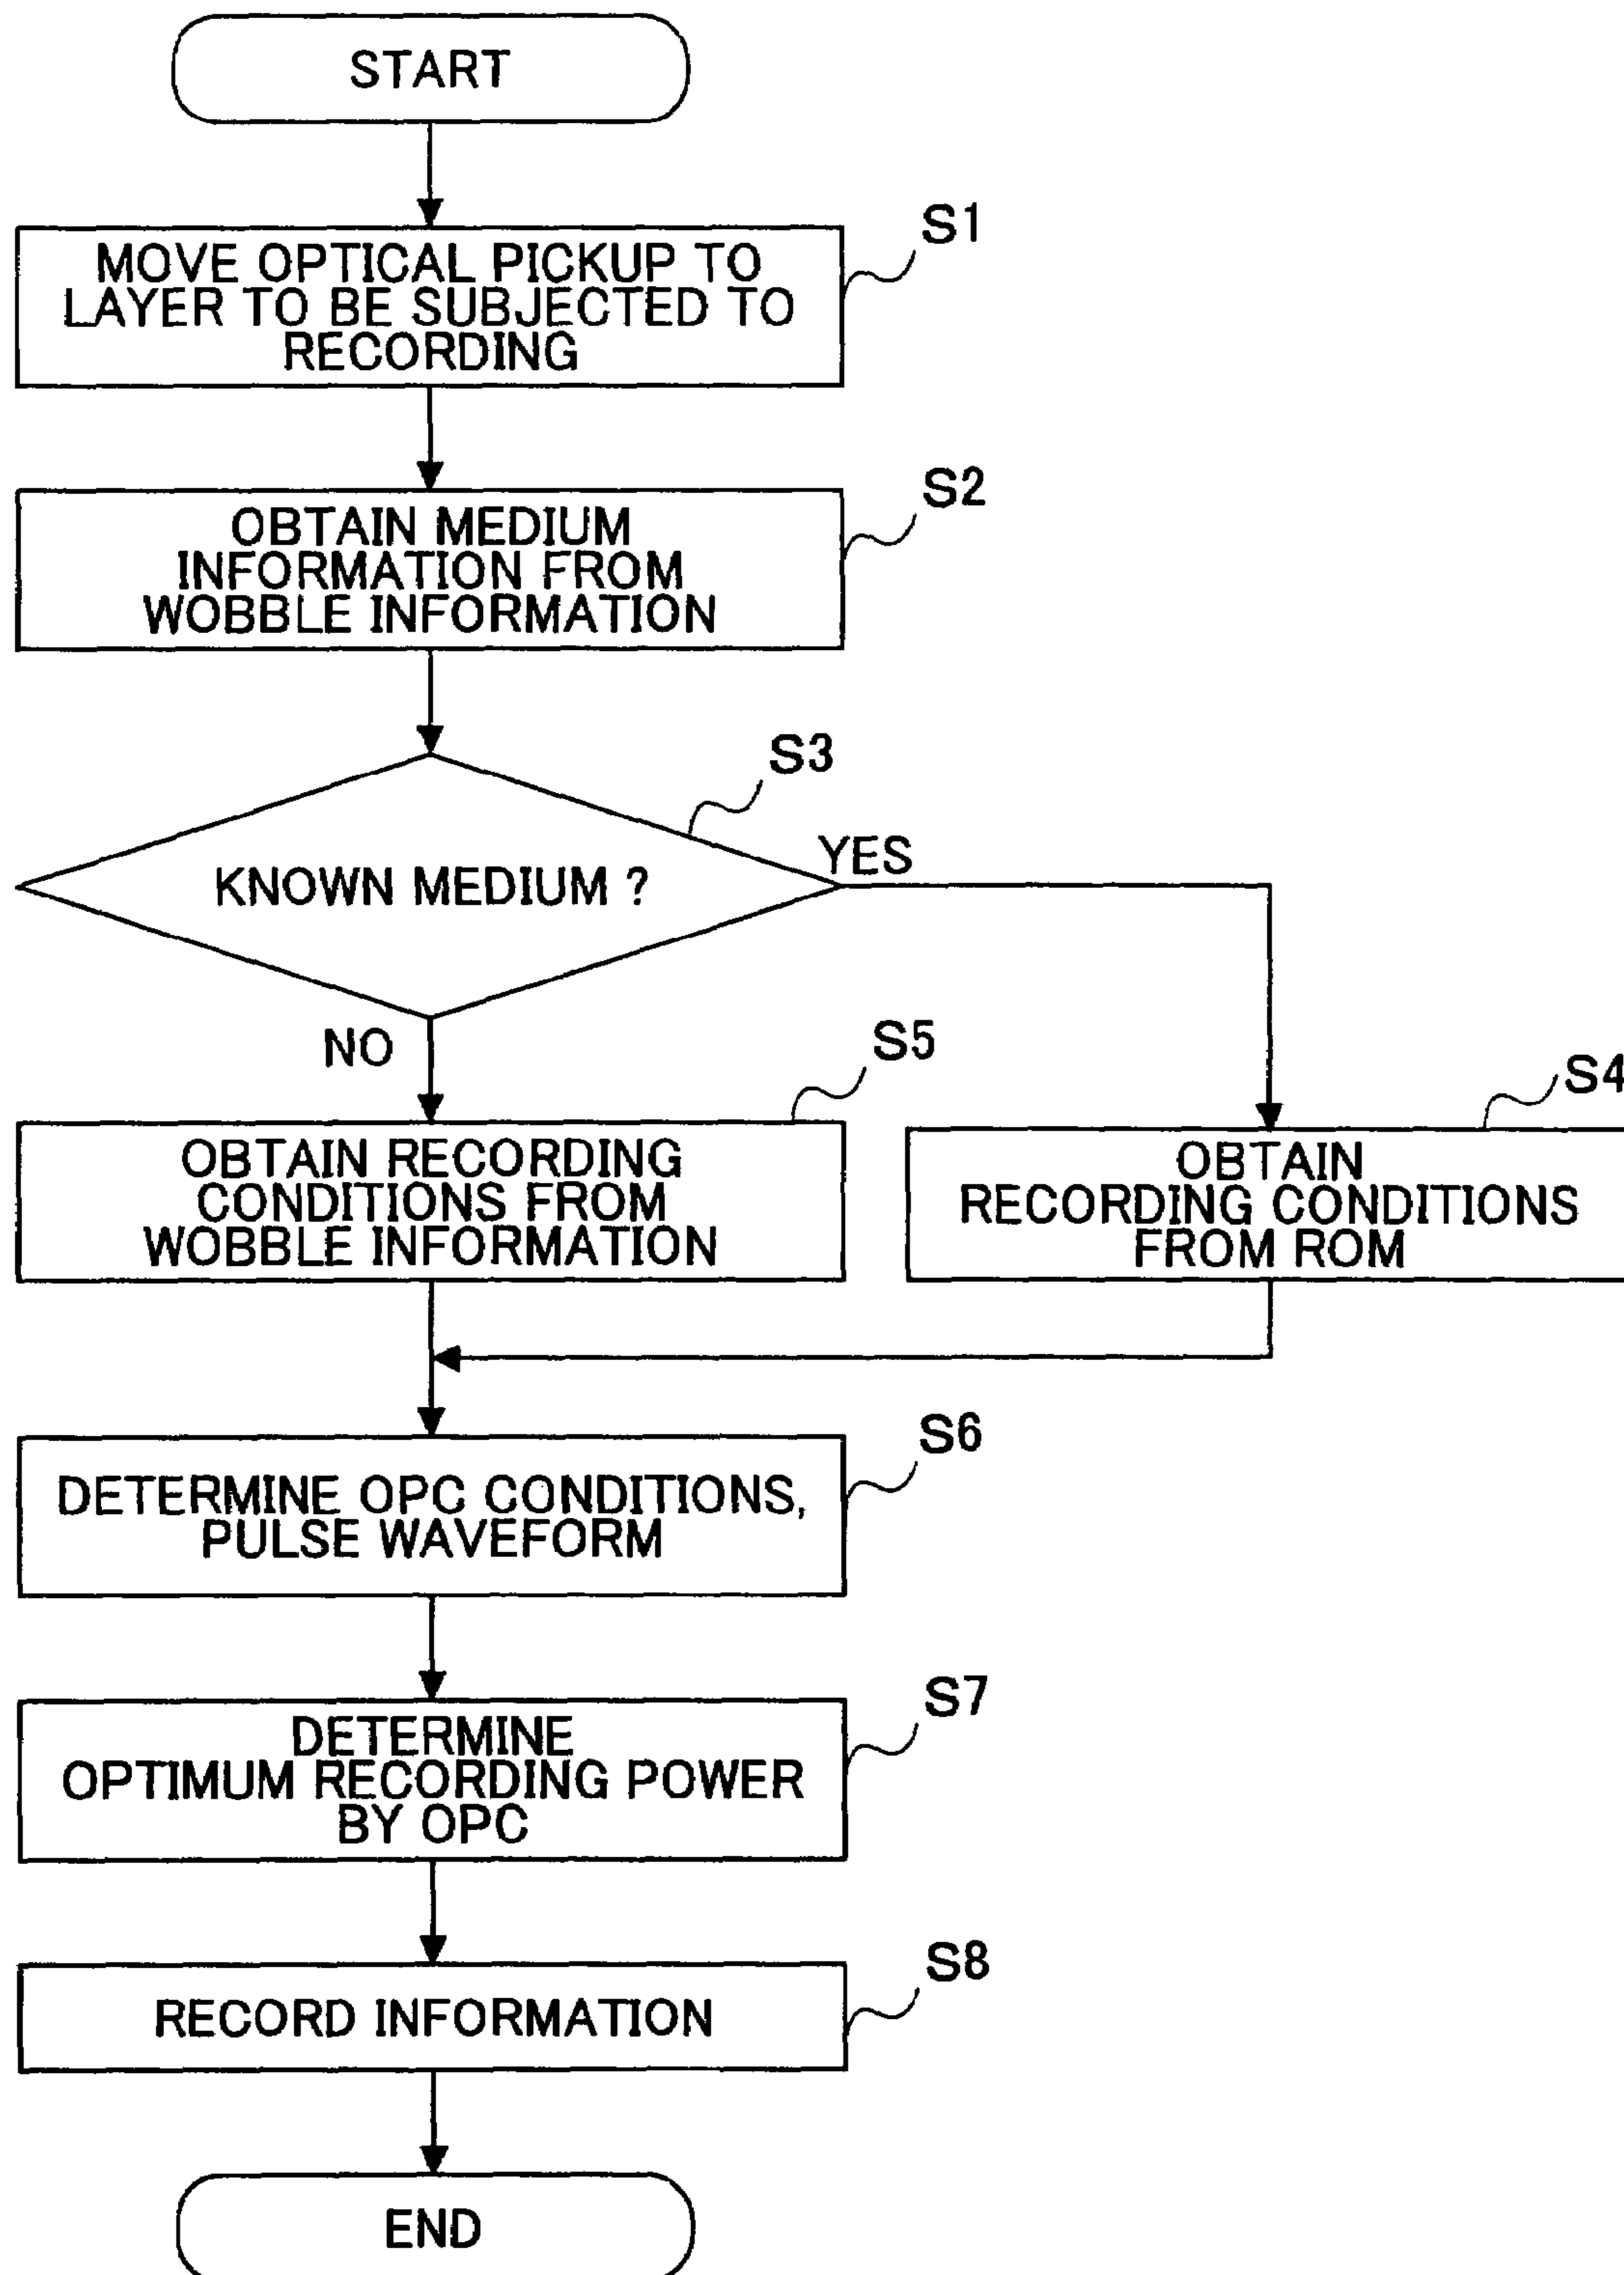 START
S1
MOVE OPTICAL PICKUP TO
LAYER TO BE SUBJECTED TO
RECORDING
S2
OBTAIN MEDIUM
INFORMATION FROM
WOBBLE INFORMATION
S3
KNOWN MEDIUM ?
YES
NO
S5
OBTAIN RECORDING
CONDITIONS FROM
WOBBLE INFORMATION
S4
OBTAIN
RECORDING CONDITIONS
FROM ROM
S6
DETERMINE OPC CONDITIONS,
PULSE WAVEFORM
S7
DETERMINE
OPTIMUM RECORDING POWER
BY OPC
S8
RECORD INFORMATION
END